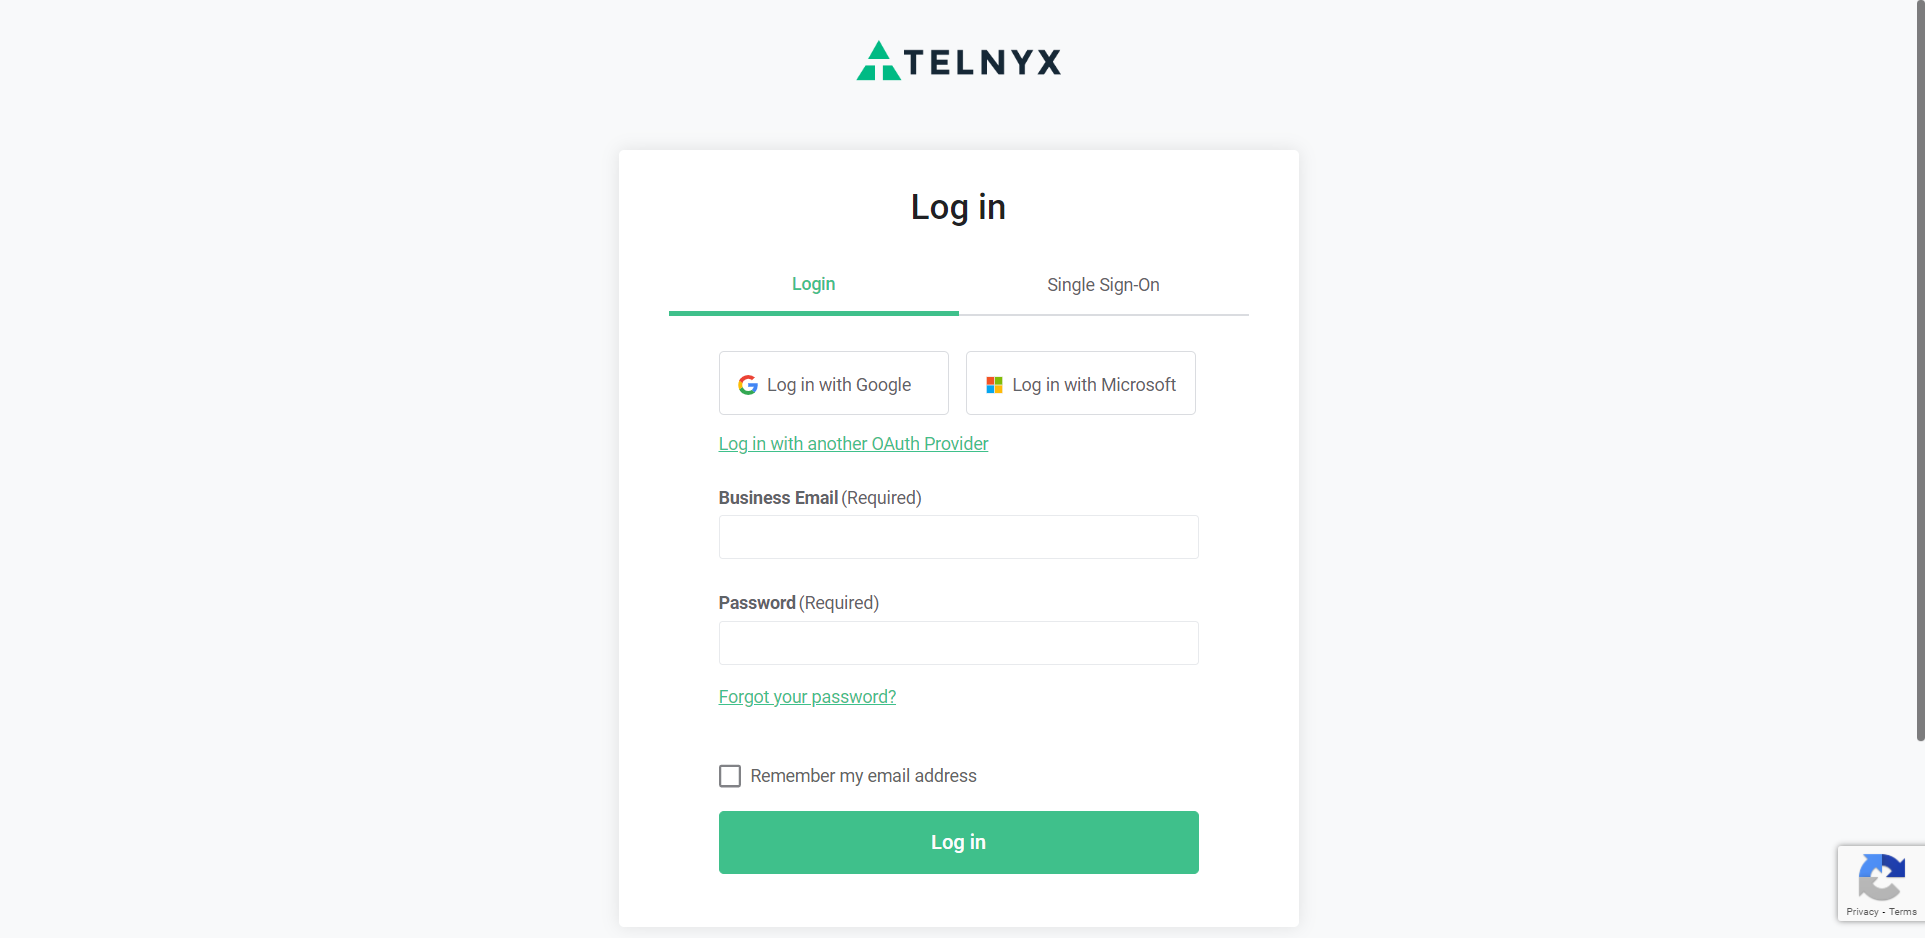 TELNYX
Log in
Login
Single Sign-On
Log in with Google
Log in with Microsoft
Log in with another OAuth Provider
Business Email (Required)
Password (Required)
Forgot your password?
Remember my email address
Log in
Privacy - Terms